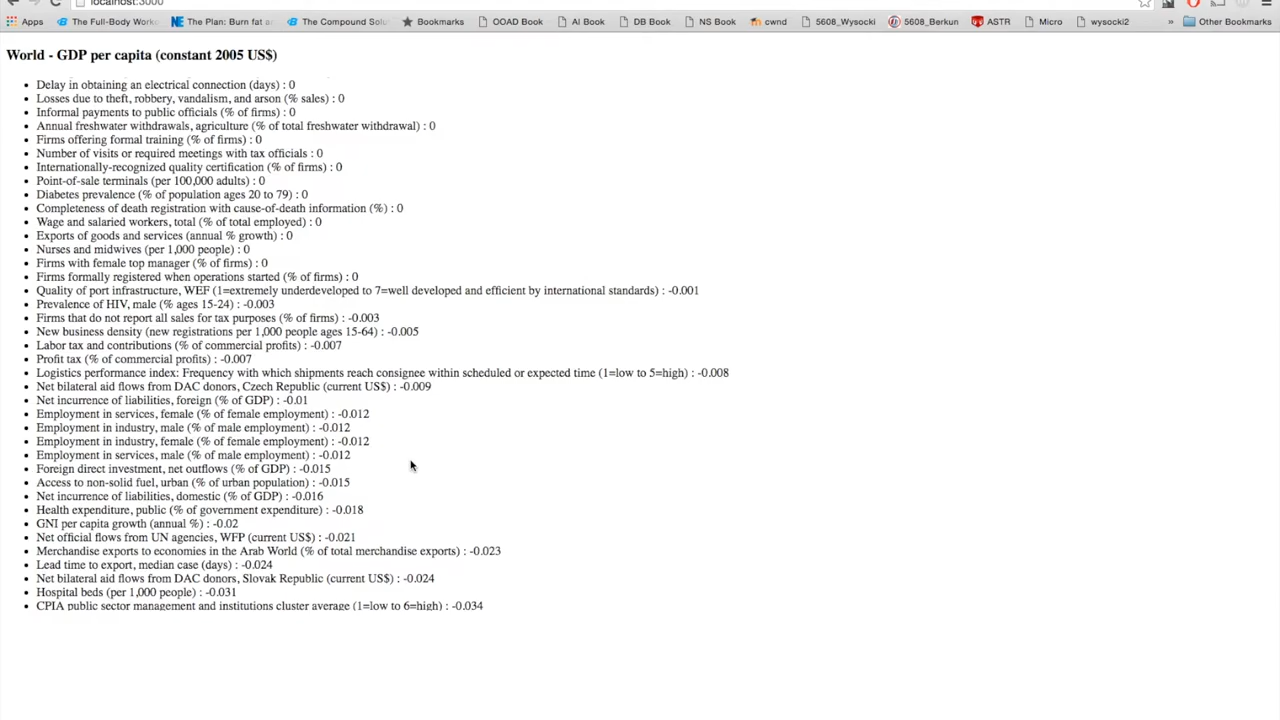 localhost:3000
Apps The Full-Body Work The Plan: Burn fat ar The Compound Solu Bookmarks OOAD Book AI Book DB Book NS Book cwnd 5608_Wysocki 5608_Berkun ASTR Micro wysocki2 » Other Bookmarks
World - GDP per capita (constant 2005 US$)
• Delay in obtaining an electrical connection (days) : 0
• Losses due to theft, robbery, vandalism, and arson (% sales) : 0
• Informal payments to public officials (% of firms) : 0
• Annual freshwater withdrawals, agriculture (% of total freshwater withdrawal) : 0
• Firms offering formal training (% of firms) : 0
• Number of visits or required meetings with tax officials : 0
• Internationally-recognized quality certification (% of firms) : 0
• Point-of-sale terminals (per 100,000 adults) : 0
• Diabetes prevalence (% of population ages 20 to 79) : 0
• Completeness of death registration with cause-of-death information (%) : 0
• Wage and salaried workers, total (% of total employed) : 0
• Exports of goods and services (annual % growth) : 0
• Nurses and midwives (per 1,000 people) : 0
• Firms with female top manager (% of firms) : 0
• Firms formally registered when operations started (% of firms) : 0
• Quality of port infrastructure, WEF (1=extremely underdeveloped to 7=well developed and efficient by international standards) : -0.001
• Prevalence of HIV, male (% ages 15-24) : -0.003
• Firms that do not report all sales for tax purposes (% of firms) : -0.003
• New business density (new registrations per 1,000 people ages 15-64) : -0.005
• Labor tax and contributions (% of commercial profits) : -0.007
• Profit tax (% of commercial profits) : -0.007
• Logistics performance index: Frequency with which shipments reach consignee within scheduled or expected time (1=low to 5=high) : -0.008
• Net bilateral aid flows from DAC donors, Czech Republic (current US$) : -0.009
• Net incurrence of liabilities, foreign (% of GDP) : -0.01
• Employment in services, female (% of female employment) : -0.012
• Employment in industry, male (% of male employment) : -0.012
• Employment in industry, female (% of female employment) : -0.012
• Employment in services, male (% of male employment) : -0.012
• Foreign direct investment, net outflows (% of GDP) : -0.015
• Access to non-solid fuel, urban (% of urban population) : -0.015
• Net incurrence of liabilities, domestic (% of GDP) : -0.016
• Health expenditure, public (% of government expenditure) : -0.018
• GNI per capita growth (annual %) : -0.02
• Net official flows from UN agencies, WFP (current US$) : -0.021
• Merchandise exports to economies in the Arab World (% of total merchandise exports) : -0.023
• Lead time to export, median case (days) : -0.024
• Net bilateral aid flows from DAC donors, Slovak Republic (current US$) : -0.024
• Hospital beds (per 1,000 people) : -0.031
• CPIA public sector management and institutions cluster average (1=low to 6=high) : -0.034